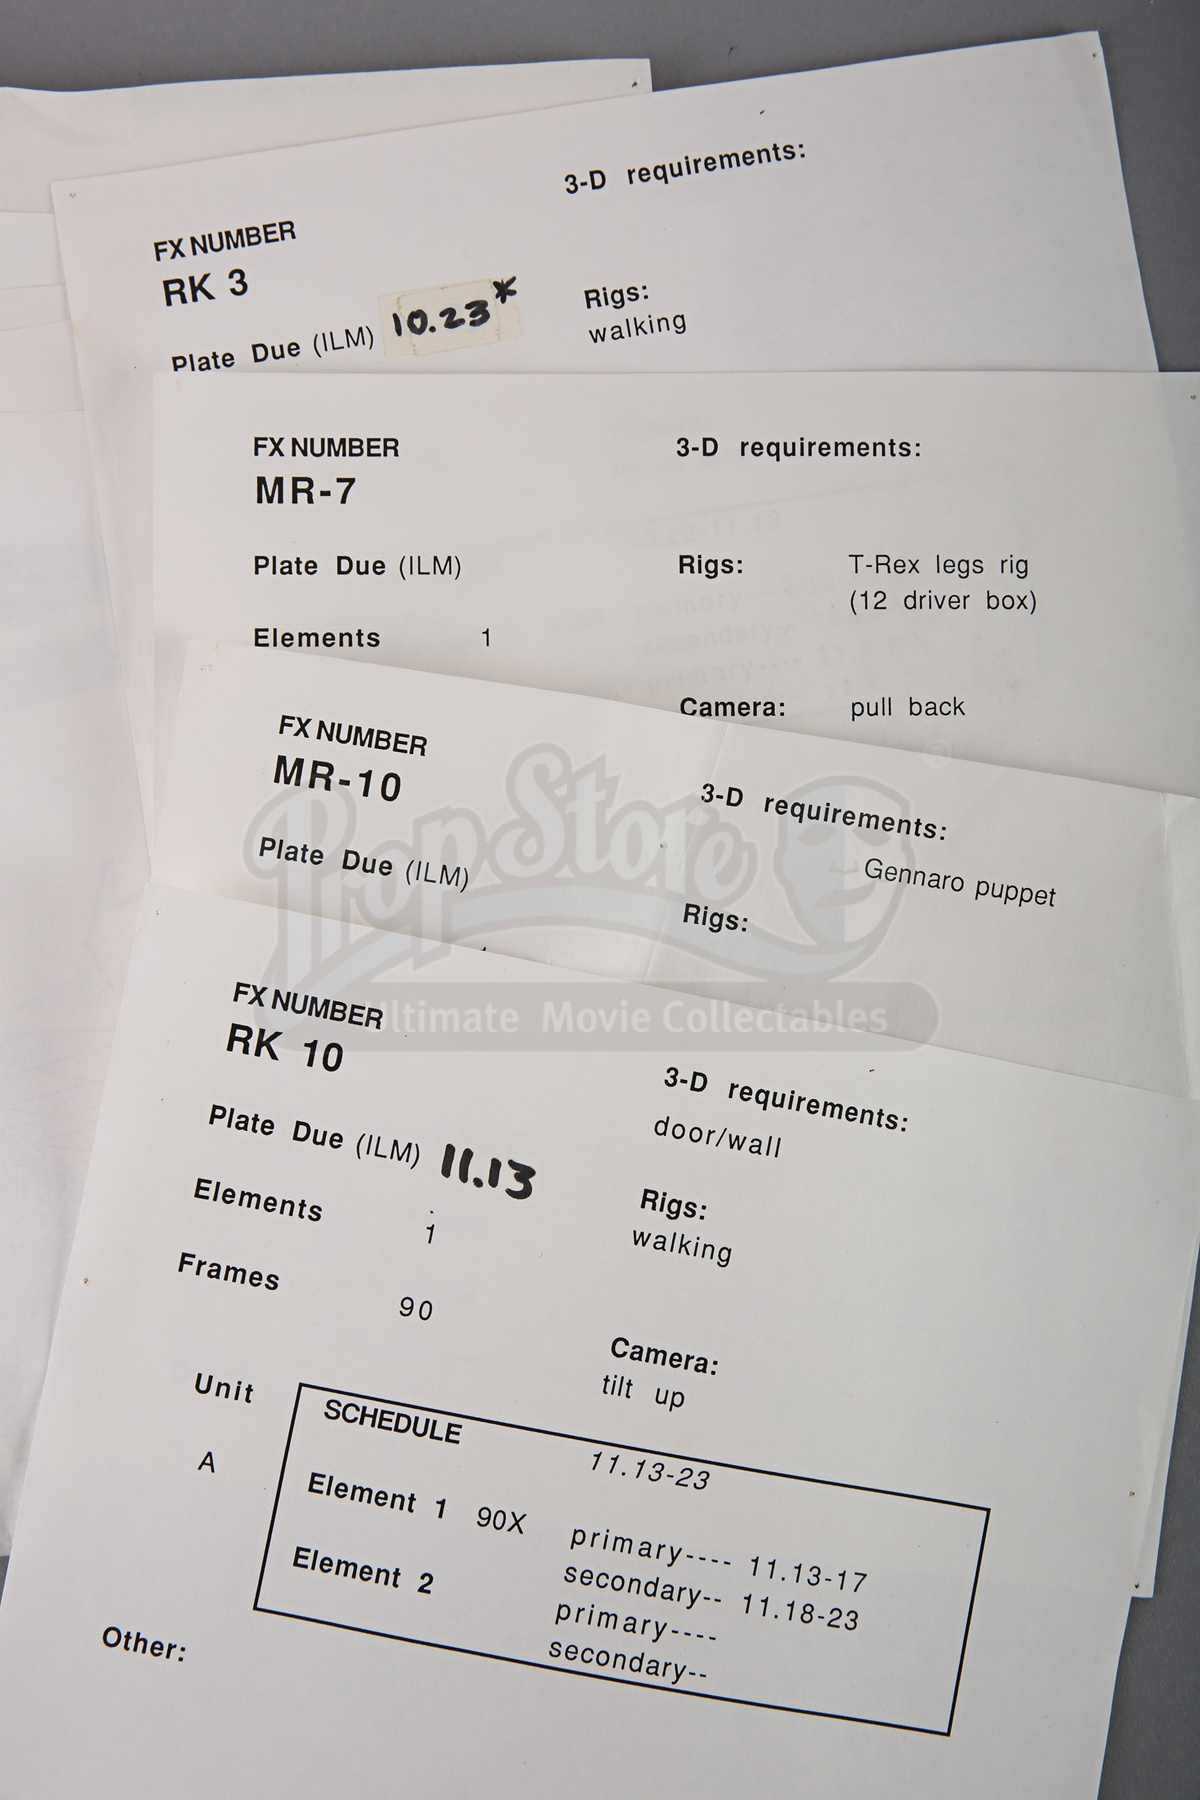 3-D requirements:
FX NUMBER
RK 3
Plate Due (ILM) 10.23*
Rigs:
walking
FX NUMBER
MR-7
3-D requirements:
Plate Due (ILM)
Rigs: T-Rex legs rig
(12 driver box)
Elements 1
Camera: pull back
FX NUMBER
MR-10
3-D requirements:
Gennaro puppet
Plate Due (ILM)
Rigs:
PropStore®
Ultimate Movie Collectables
FX NUMBER
RK 10
3-D requirements:
door/wall
Plate Due (ILM) 11.13
Elements 1
Rigs:
walking
Frames 90
Camera:
tilt up
Unit
A
SCHEDULE
11.13-23
Element 1 90X primary---- 11.13-17
secondary-- 11.18-23
Element 2 primary----
secondary--
Other: